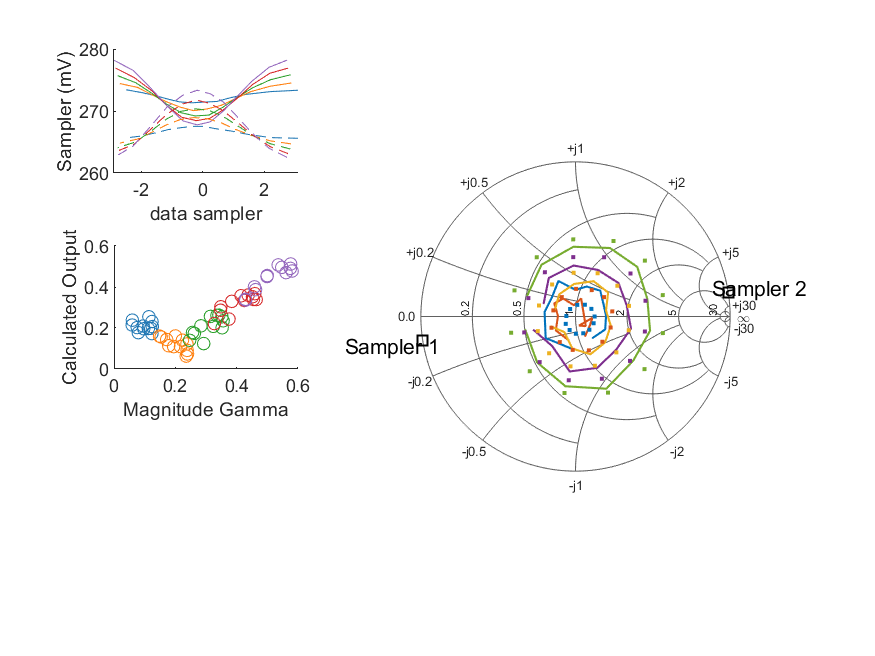 280
270
260
Sampler (mV)
-2 0 2
data sampler
0.6
0.4
0.2
0
Calculated Output
0 0.2 0.4 0.6
Magnitude Gamma
+j1
+j0.5 +j2
+j0.2 +j5
Sampler 2
+j30
0.0 0.2 0.5 1 2 5 30 ∞
-j30
Sampler 1
-j0.2 -j5
-j0.5 -j2
-j1